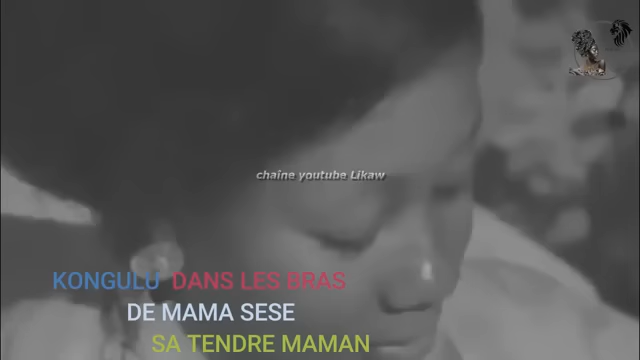 chaine youtube Likaw
KONGULU DANS LES BRAS
DE MAMA SESE
SA TENDRE MAMAN